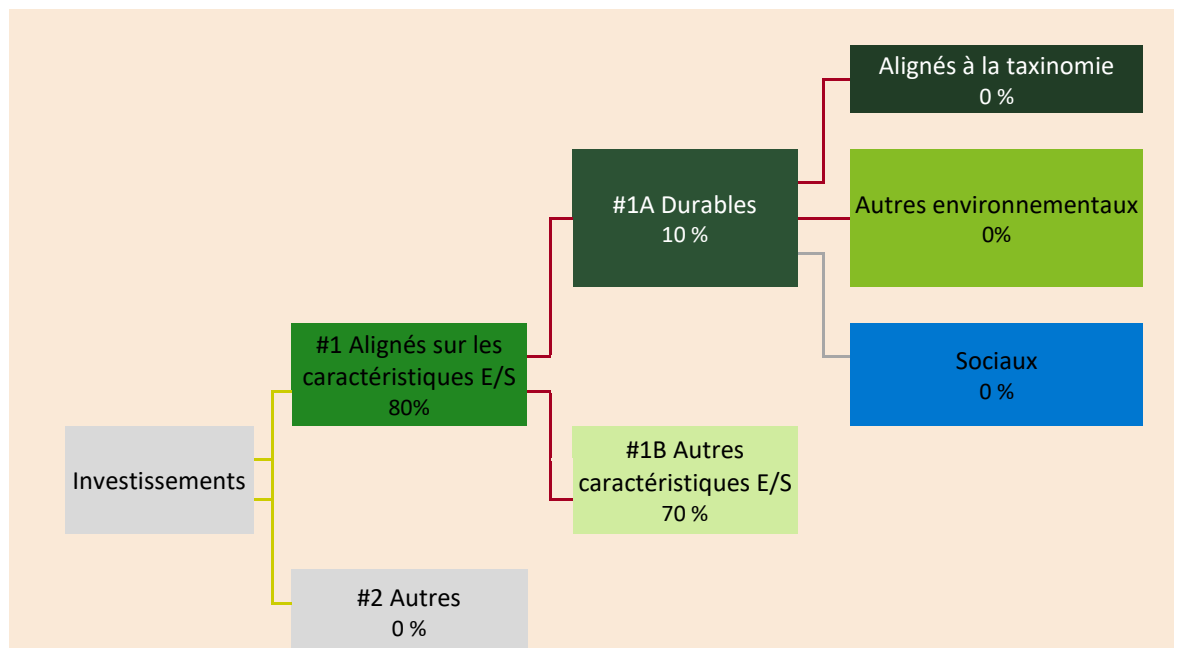 Alignés à la taxinomie
0 %
#1A Durables
10 %
Autres environnementaux
0%
#1 Alignés sur les
caractéristiques E/S
80%
Sociaux
0 %
Investissements
#1B Autres
caractéristiques E/S
70 %
#2 Autres
0 %